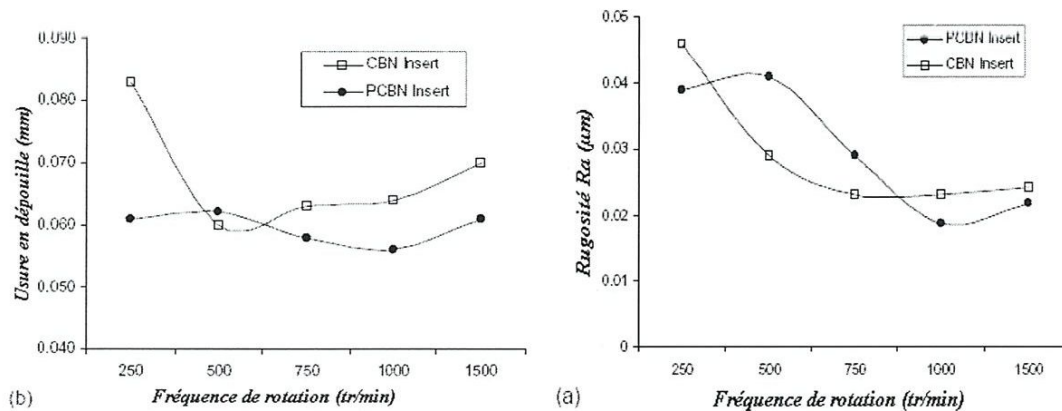 0.090
0.080
0.070
0.060
0.050
0.040
Usure en dépouille (mm)
CBN Insert
PCBN Insert
250 500 750 1000 1500
Fréquence de rotation (tr/min)
(b)
0.05
0.04
0.03
0.02
0.01
0
Rugosité Ra (µm)
PCBN Insert
CBN Insert
250 500 750 1000 1500
Fréquence de rotation (tr/min)
(a)